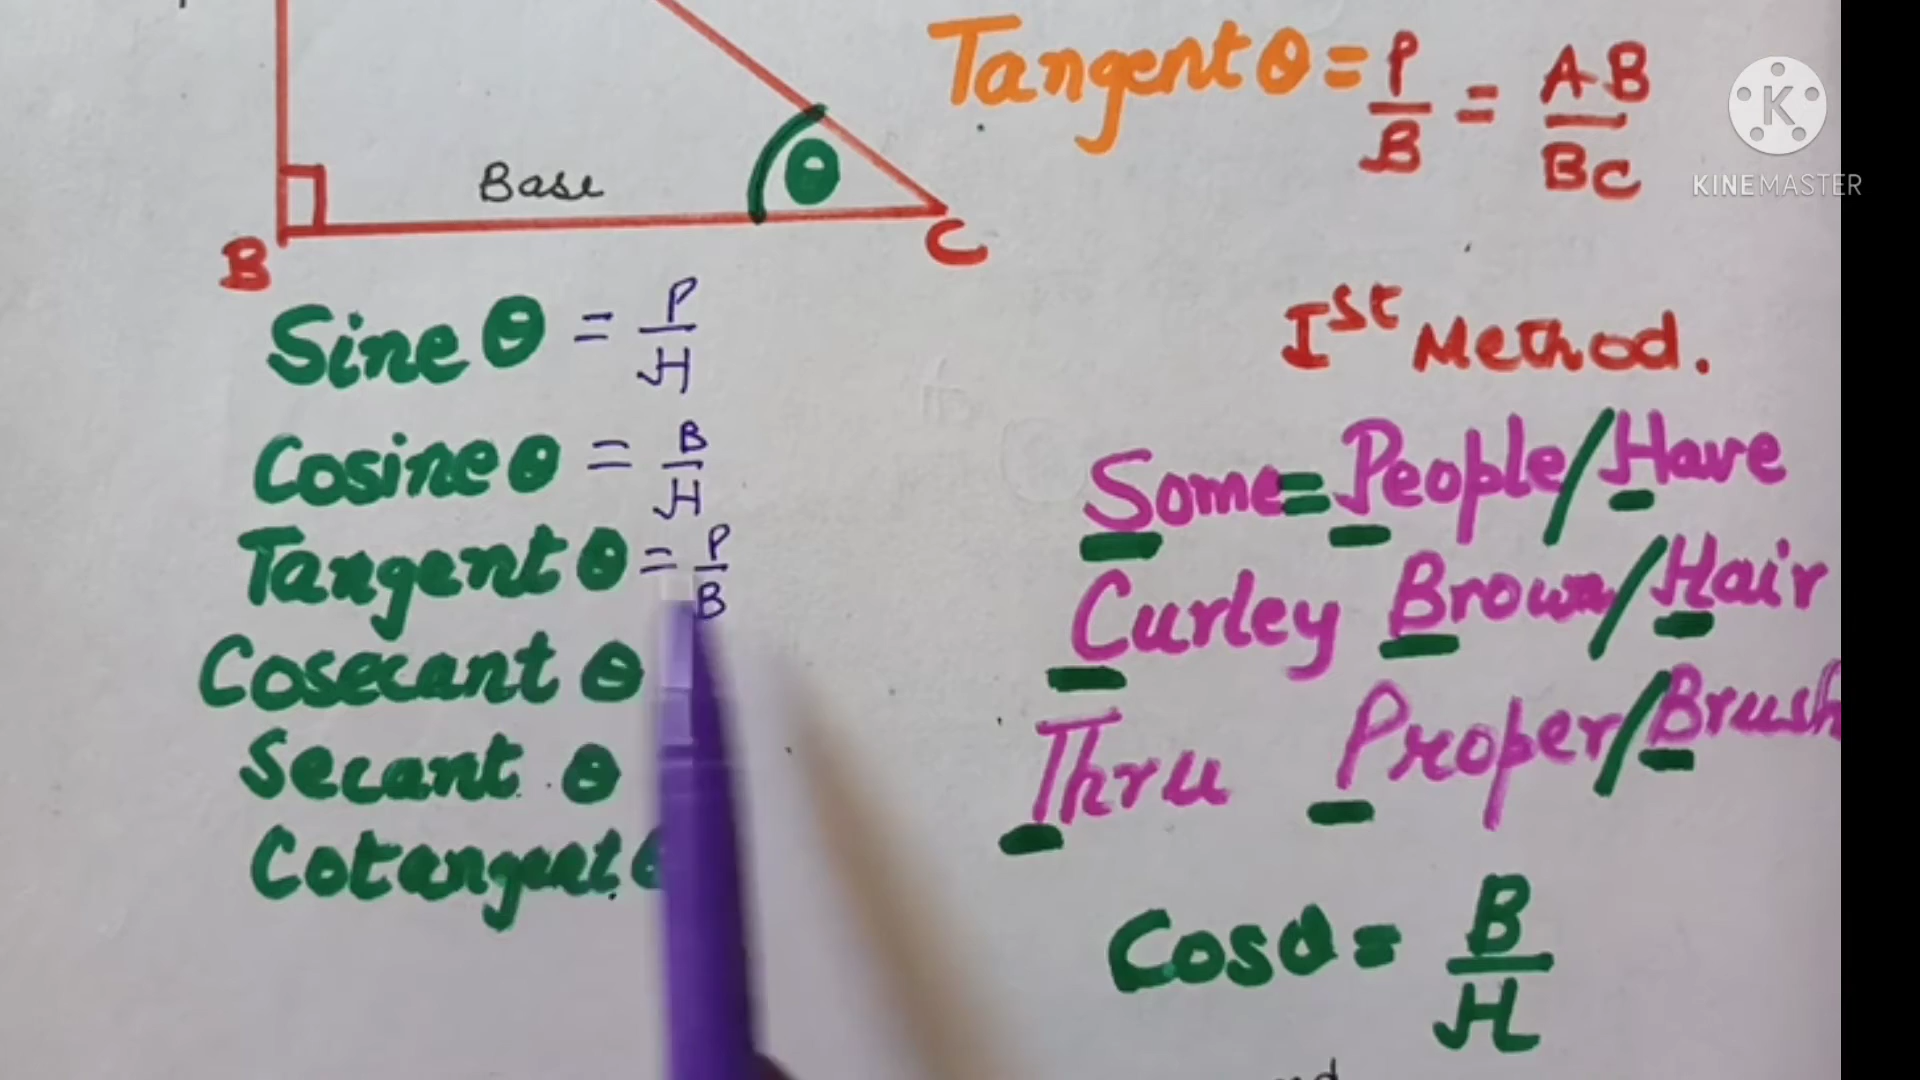 Tangent θ = P/B = AB/BC
KINEMASTER
Base
θ
B
C
Sine θ = P/H
Cosine θ = B/H
Tangent θ = P/B
Cosecant θ
Secant θ
Cotangent θ
Ist Method.
Some = People / Have
Curley Brown / Hair
Thru Proper / Brush
Cosθ = B/H